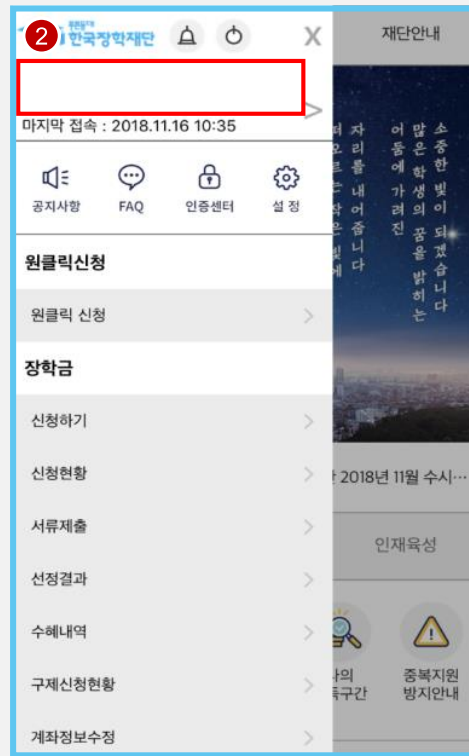 2
푸른등대
한국장학재단
X
마지막 접속 : 2018.11.16 10:35
>
공지사항
FAQ
인증센터
설 정
원클릭신청
원클릭 신청
장학금
신청하기
신청현황
서류제출
선정결과
수혜내역
구제신청현황
계좌정보수정
재단안내
소중한 빛이 되겠습니다
많은 학생의 꿈을 밝히는
어둠에 가려진
자리를 내어줍니다
2018년 11월 수시…
인재육성
중복지원
방지안내